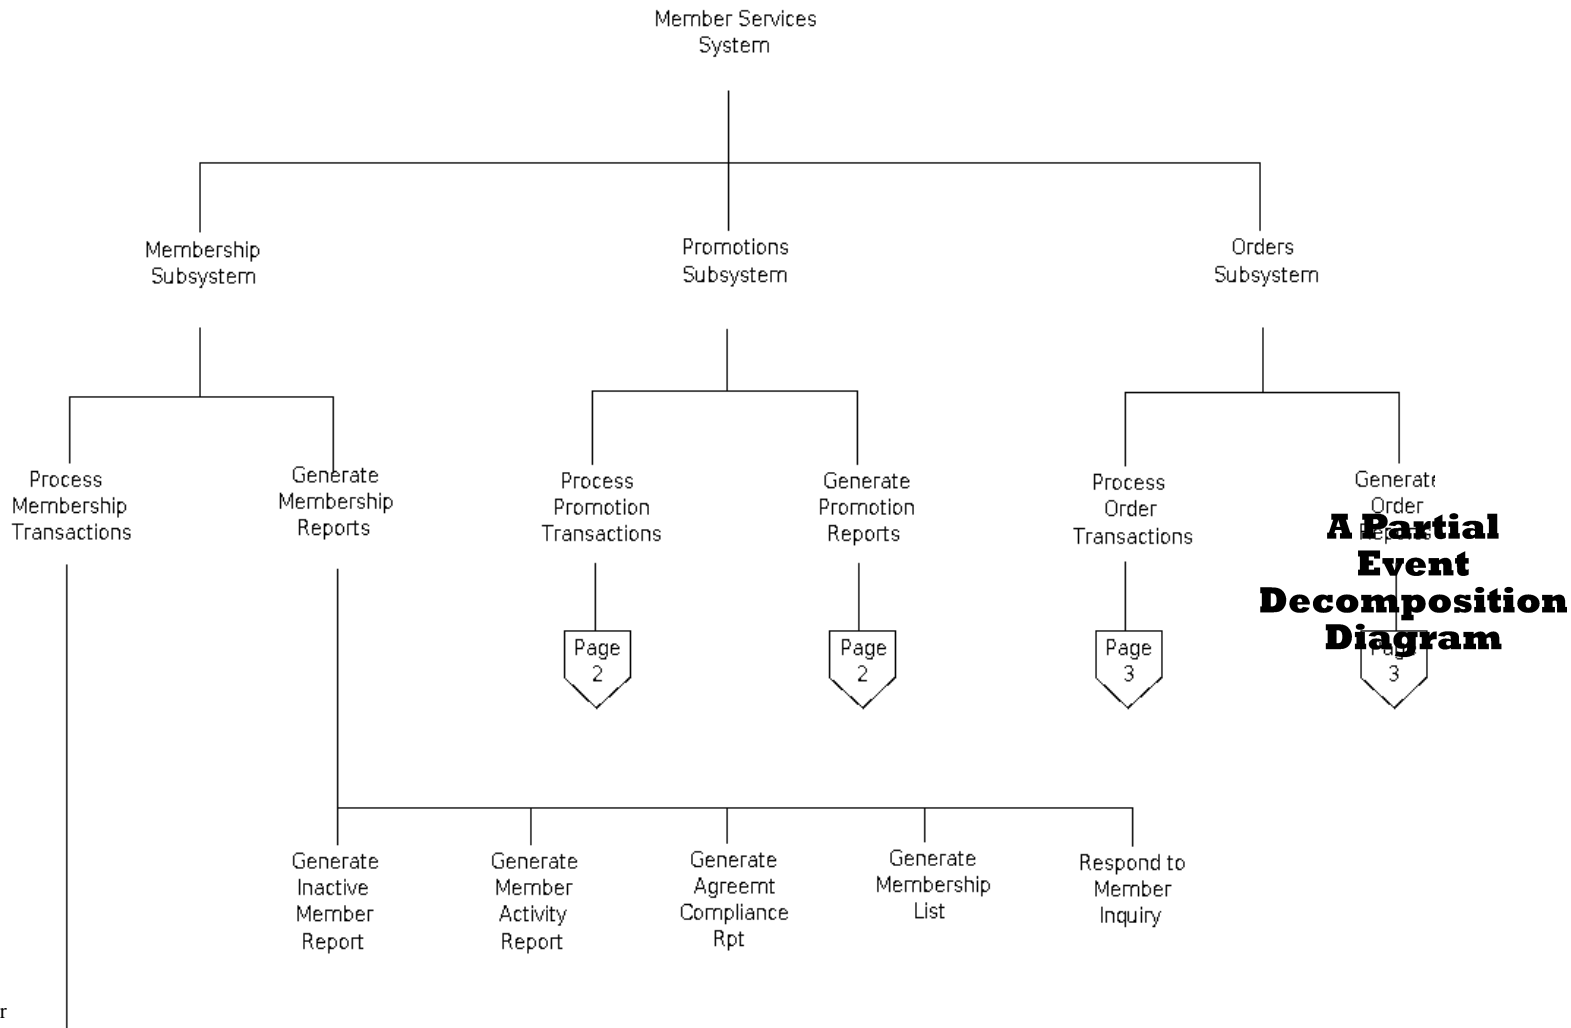 Member Services
System
Membership
Subsystem
Promotions
Subsystem
Orders
Subsystem
Process
Membership
Transactions
Generate
Membership
Reports
Process
Promotion
Transactions
Generate
Promotion
Reports
Process
Order
Transactions
Generate
Order
Reports
A Partial
Event
Decomposition
Diagram
Page
2
Page
2
Page
3
Page
3
Generate
Inactive
Member
Report
Generate
Member
Activity
Report
Generate
Agreemt
Compliance
Rpt
Generate
Membership
List
Respond to
Member
Inquiry
r